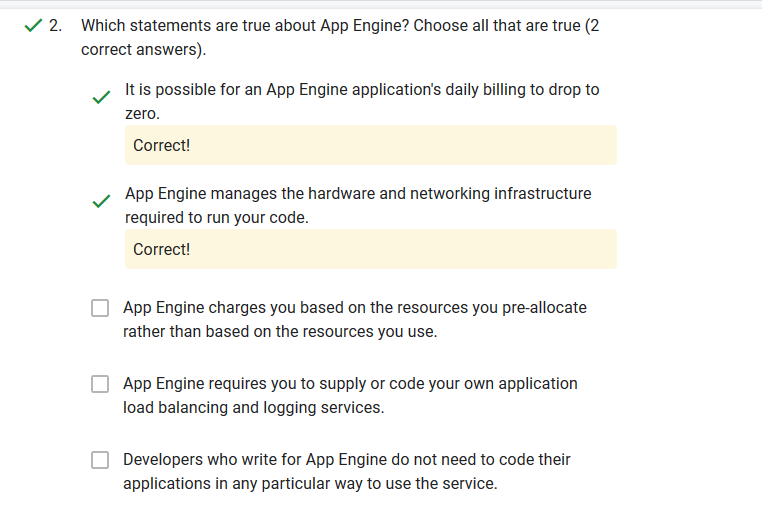 2. Which statements are true about App Engine? Choose all that are true (2
correct answers).
It is possible for an App Engine application's daily billing to drop to
zero.
Correct!
App Engine manages the hardware and networking infrastructure
required to run your code.
Correct!
App Engine charges you based on the resources you pre-allocate
rather than based on the resources you use.
App Engine requires you to supply or code your own application
load balancing and logging services.
Developers who write for App Engine do not need to code their
applications in any particular way to use the service.